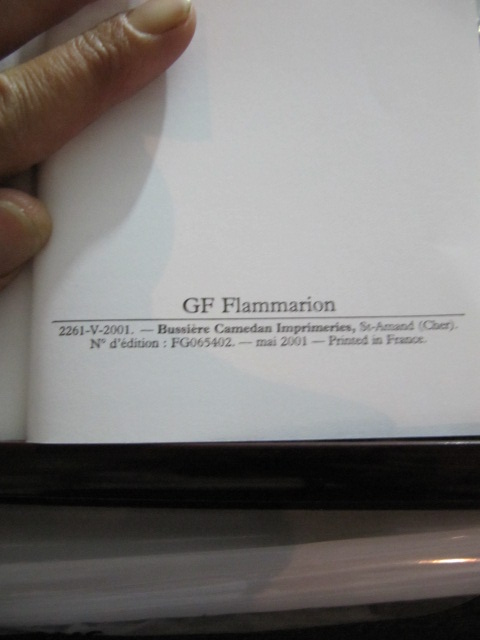 GF Flammarion
2261-V-2001. — Bussière Camedan Imprimeries, St-Amand (Cher).
N° d'édition : FG065402. — mai 2001 — Printed in France.